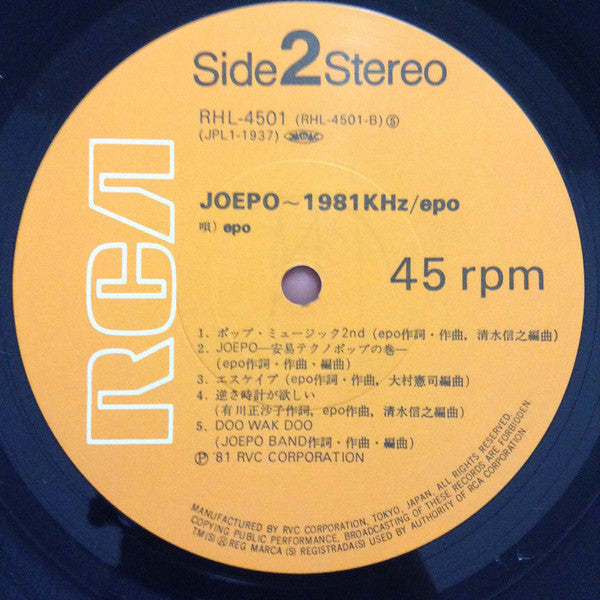 Side 2 Stereo
RHL-4501 (RHL-4501-B) Ⓢ
(JPL1-1937)
RCA
JOEPO~1981KHz/epo
唄) epo
45 rpm
1. ポップ・ミュージック2nd (epo作詞・作曲, 清水信之編曲)
2. JOEPO—安易テクノポップの巻—
(epo作詞・作曲・編曲)
3. エスケイプ (epo作詞・作曲, 大村憲司編曲)
4. 逆さ時計が欲しい
(有川正沙子作詞, epo作曲, 清水信之編曲)
5. DOO WAK DOO
(JOEPO BAND作詞・作曲・編曲)
Ⓟ '81 RVC CORPORATION
MANUFACTURED BY RVC CORPORATION, TOKYO, JAPAN. ALL RIGHTS RESERVED.
COPYING PUBLIC PERFORMANCE, BROADCASTING OF THESE RECORDS ARE FORBIDDEN.
TM(S) ® REG MARCA (S) REGISTRADA(S) USED BY AUTHORITY OF RCA CORPORATION